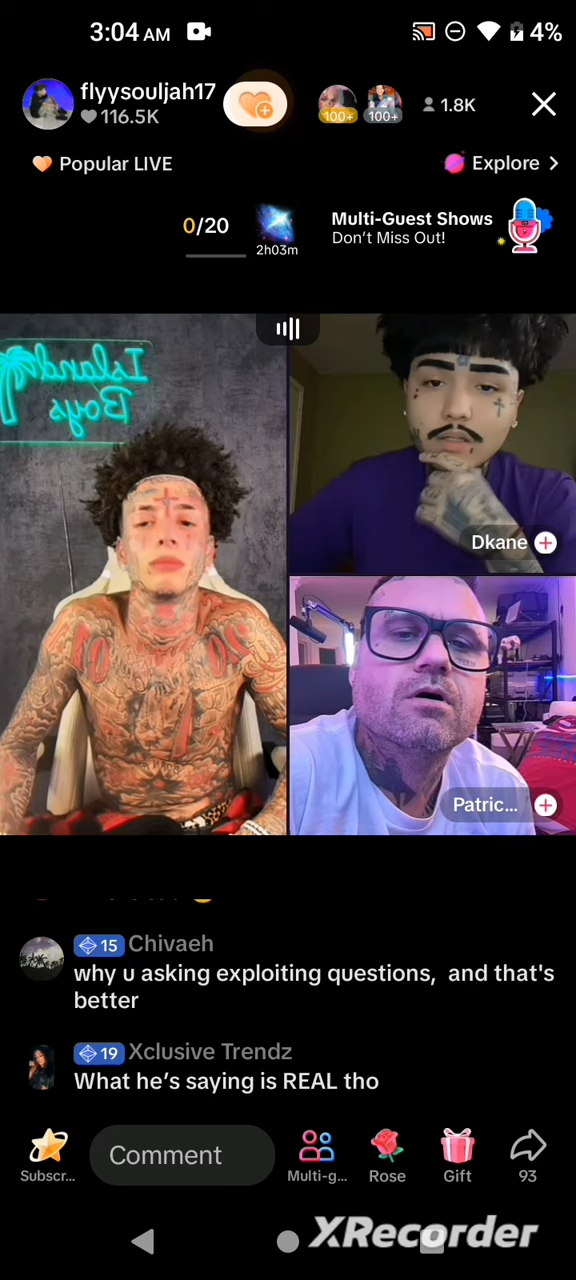 3:04 AM
4%
flyysouljah17
116.5K
100+
100+
1.8K
Popular LIVE
Explore >
0/20
2h03m
Multi-Guest Shows
Don't Miss Out!
Island
Boys
Dkane
Patric...
15 Chivaeh
why u asking exploiting questions, and that's
better
19 Xclusive Trendz
What he's saying is REAL tho
Comment
Subscr...
Multi-g...
Rose
Gift
93
XRecorder